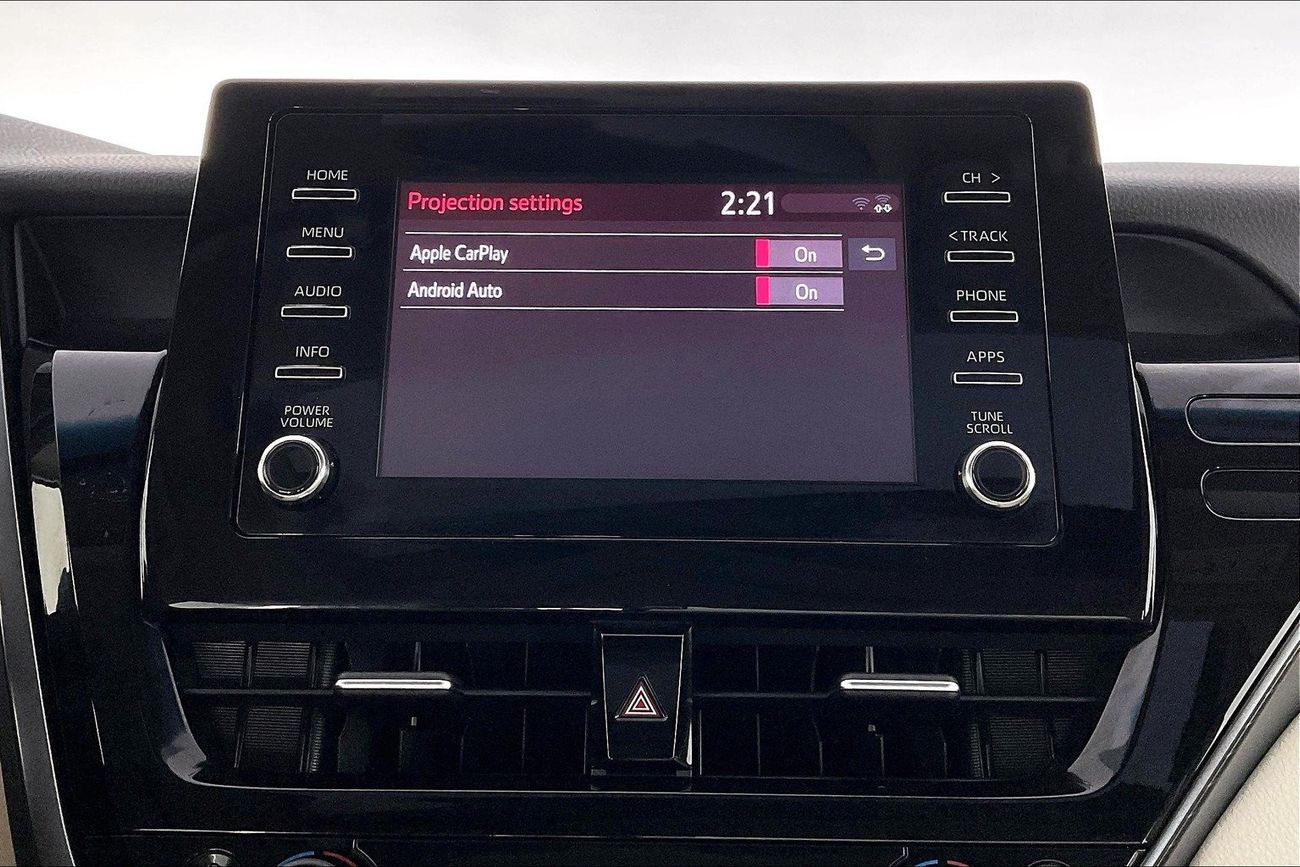 HOME
MENU
AUDIO
INFO
POWER
VOLUME
Projection settings 2:21
Apple CarPlay On
Android Auto On
CH >
< TRACK
PHONE
APPS
TUNE
SCROLL